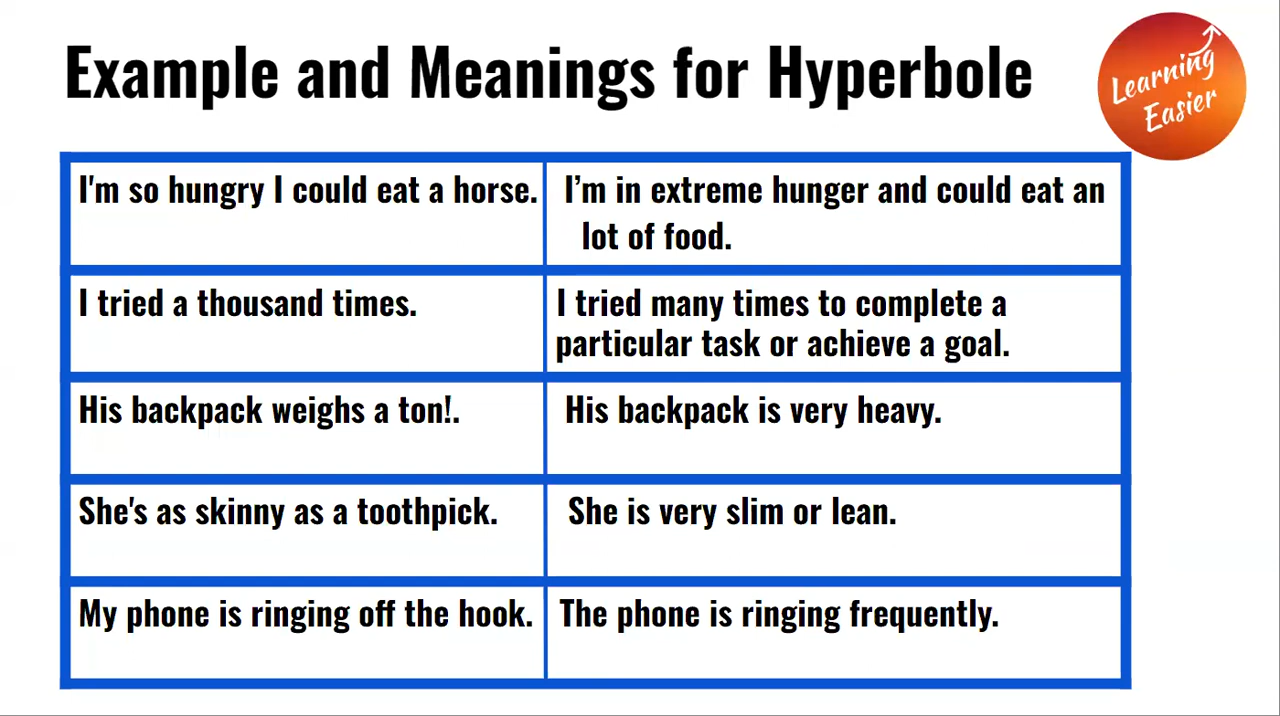 Example and Meanings for Hyperbole
Learning
Easier
I'm so hungry I could eat a horse.
I’m in extreme hunger and could eat an
lot of food.
I tried a thousand times.
I tried many times to complete a
particular task or achieve a goal.
His backpack weighs a ton!.
His backpack is very heavy.
She's as skinny as a toothpick.
She is very slim or lean.
My phone is ringing off the hook.
The phone is ringing frequently.